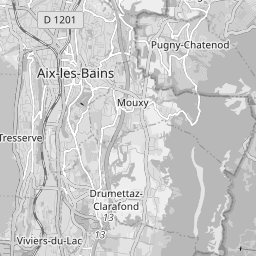 D 1201
Pugny-Chatenod
Aix-les-Bains
Mouxy
Tresserve
Drumettaz-
Clarafond
13
13
Viviers-du-Lac